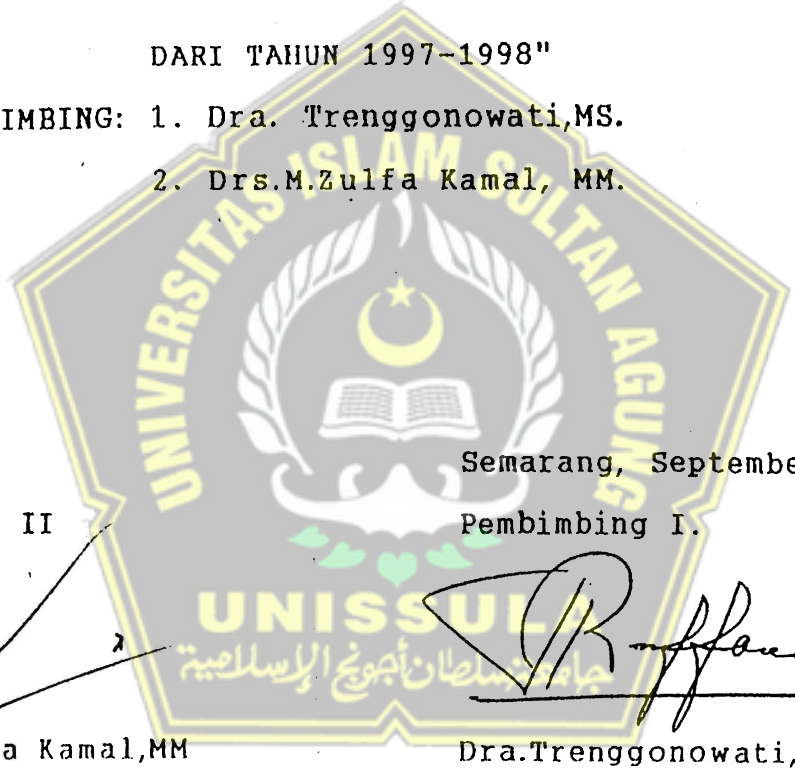 DARI TAHUN 1997-1998"
IMBING: 1. Dra. Trenggonowati,MS.
2. Drs.M.Zulfa Kamal, MM.
UNIVERSITAS ISLAM SULTAN AGUNG
Semarang, Septembe
II
Pembimbing I.
UNISSULA
جامعة سلطان أجونج الإسلامية
a Kamal,MM
Dra.Trenggonowati,